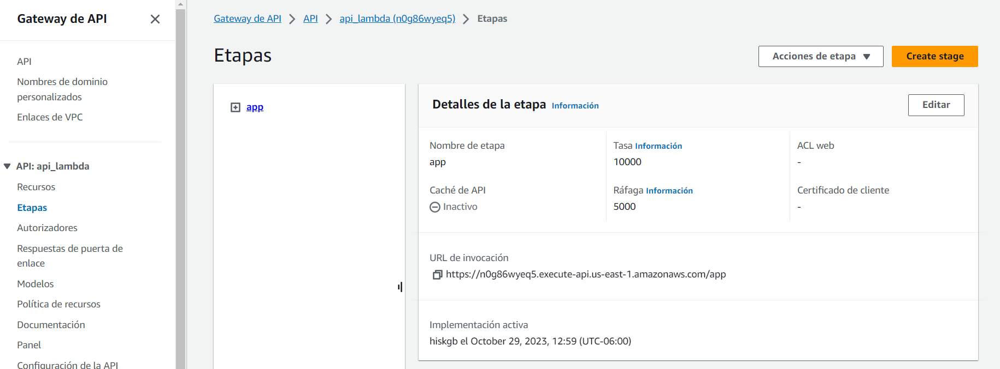 Gateway de API
API
Nombres de dominio
personalizados
Enlaces de VPC
API: api_lambda
Recursos
Etapas
Autorizadores
Respuestas de puerta de
enlace
Modelos
Política de recursos
Documentación
Panel
Configuración de la API
Gateway de API > API > api_lambda (n0g86wyeq5) > Etapas
Etapas
Acciones de etapa
Create stage
app
Detalles de la etapa Información
Editar
Nombre de etapa
app
Caché de API
Inactivo
Tasa Información
10000
Ráfaga Información
5000
ACL web
-
Certificado de cliente
-
URL de invocación
https://n0g86wyeq5.execute-api.us-east-1.amazonaws.com/app
Implementación activa
hiskgb el October 29, 2023, 12:59 (UTC-06:00)